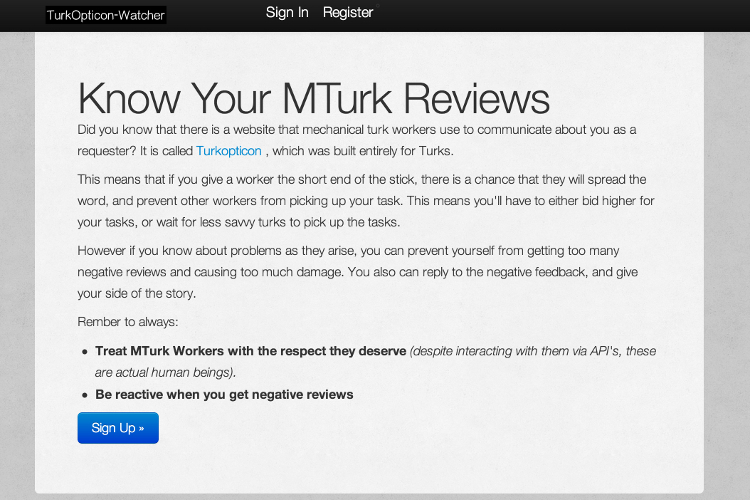 TurkOpticon-Watcher Sign In Register
Know Your MTurk Reviews
Did you know that there is a website that mechanical turk workers use to communicate about you as a
requester? It is called Turkopticon , which was built entirely for Turks.
This means that if you give a worker the short end of the stick, there is a chance that they will spread the
word, and prevent other workers from picking up your task. This means you'll have to either bid higher for
your tasks, or wait for less savvy turks to pick up the tasks.
However if you know about problems as they arise, you can prevent yourself from getting too many
negative reviews and causing too much damage. You also can reply to the negative feedback, and give
your side of the story.
Rember to always:
• Treat MTurk Workers with the respect they deserve (despite interacting with them via API's, these
are actual human beings).
• Be reactive when you get negative reviews
Sign Up »